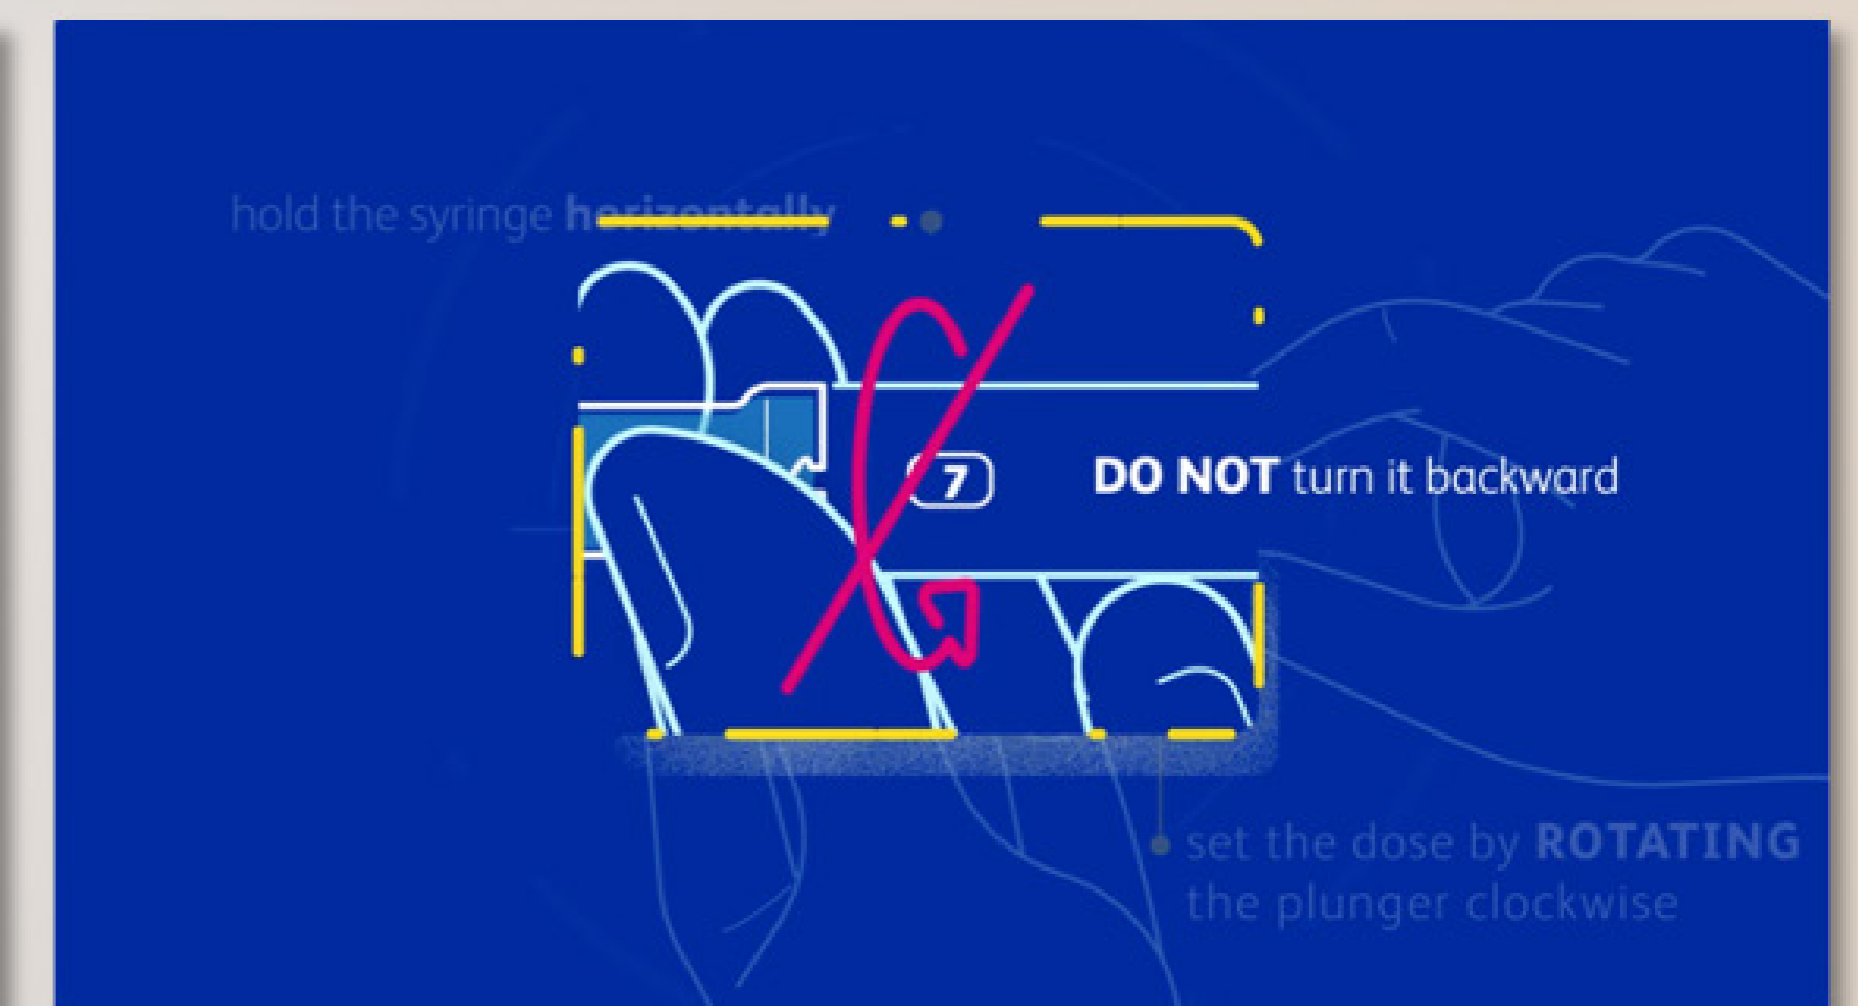 hold the syringe horizontally
7
DO NOT turn it backward
set the dose by ROTATING
the plunger clockwise